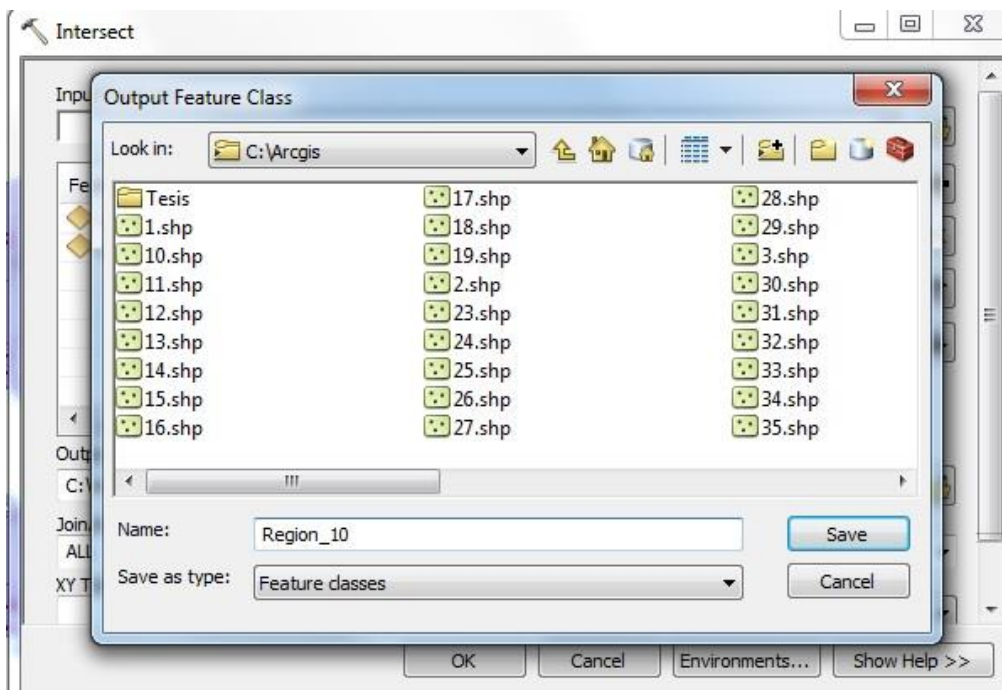 Intersect
Inpu
Output Feature Class
Look in: C:\Arcgis
Fe
Tesis 17.shp 28.shp
1.shp 18.shp 29.shp
10.shp 19.shp 3.shp
11.shp 2.shp 30.shp
12.shp 23.shp 31.shp
13.shp 24.shp 32.shp
14.shp 25.shp 33.shp
15.shp 26.shp 34.shp
16.shp 27.shp 35.shp
Outp
C:\
Name: Region_10 Save
Join
ALL
Save as type: Feature classes Cancel
XY T
OK Cancel Environments... Show Help >>